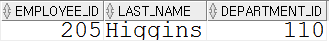 EMPLOYEE_ID LAST_NAME DEPARTMENT_ID
205 Higgins 110